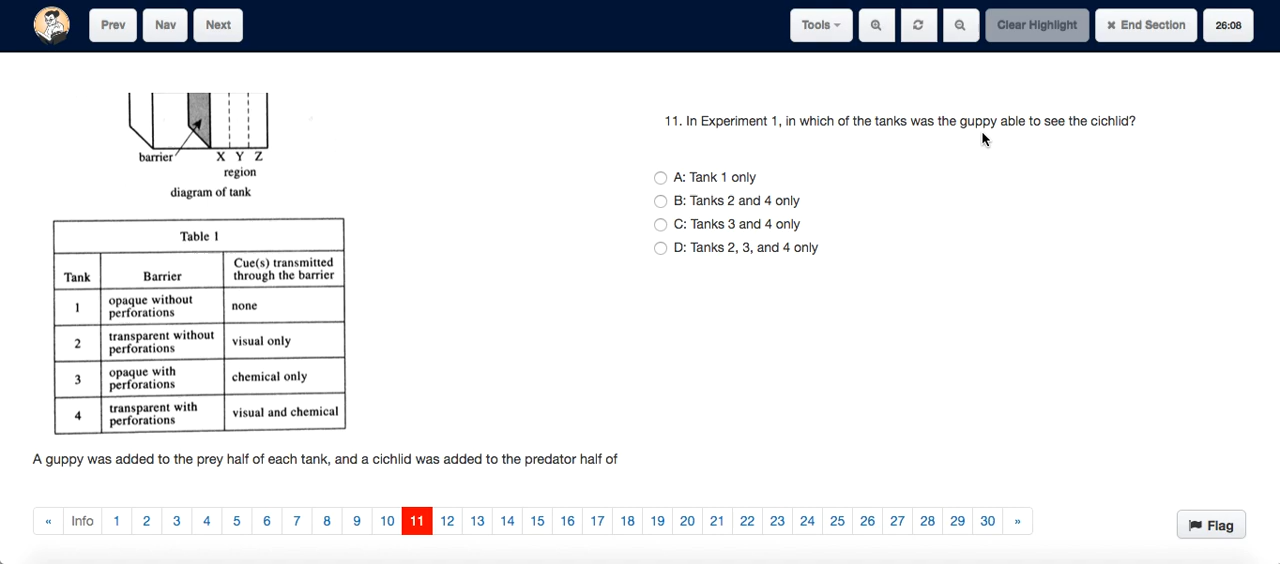 Prev Nav Next Tools Clear Highlight ✖ End Section 26:08
barrier X Y Z
region
diagram of tank
Table 1
Tank Barrier Cue(s) transmitted through the barrier
1 opaque without perforations none
2 transparent without perforations visual only
3 opaque with perforations chemical only
4 transparent with perforations visual and chemical
A guppy was added to the prey half of each tank, and a cichlid was added to the predator half of
11. In Experiment 1, in which of the tanks was the guppy able to see the cichlid?
A: Tank 1 only
B: Tanks 2 and 4 only
C: Tanks 3 and 4 only
D: Tanks 2, 3, and 4 only
« Info 1 2 3 4 5 6 7 8 9 10 11 12 13 14 15 16 17 18 19 20 21 22 23 24 25 26 27 28 29 30 »
Flag